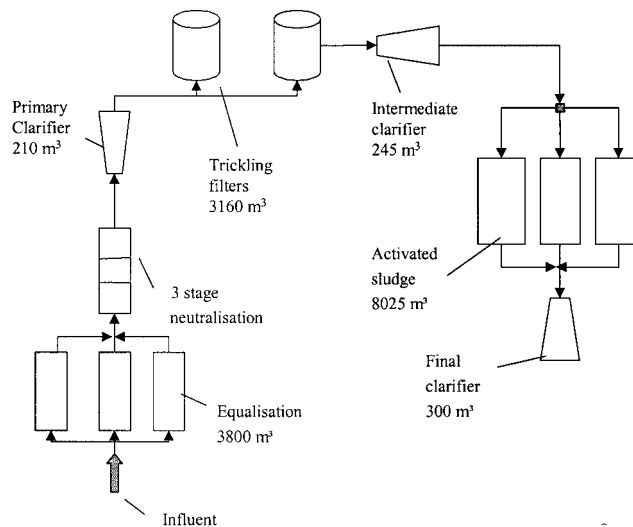 Primary
Clarifier
210 m³
Trickling
filters
3160 m³
Intermediate
clarifier
245 m³
Activated
sludge
8025 m³
3 stage
neutralisation
Final
clarifier
300 m³
Equalisation
3800 m³
Influent